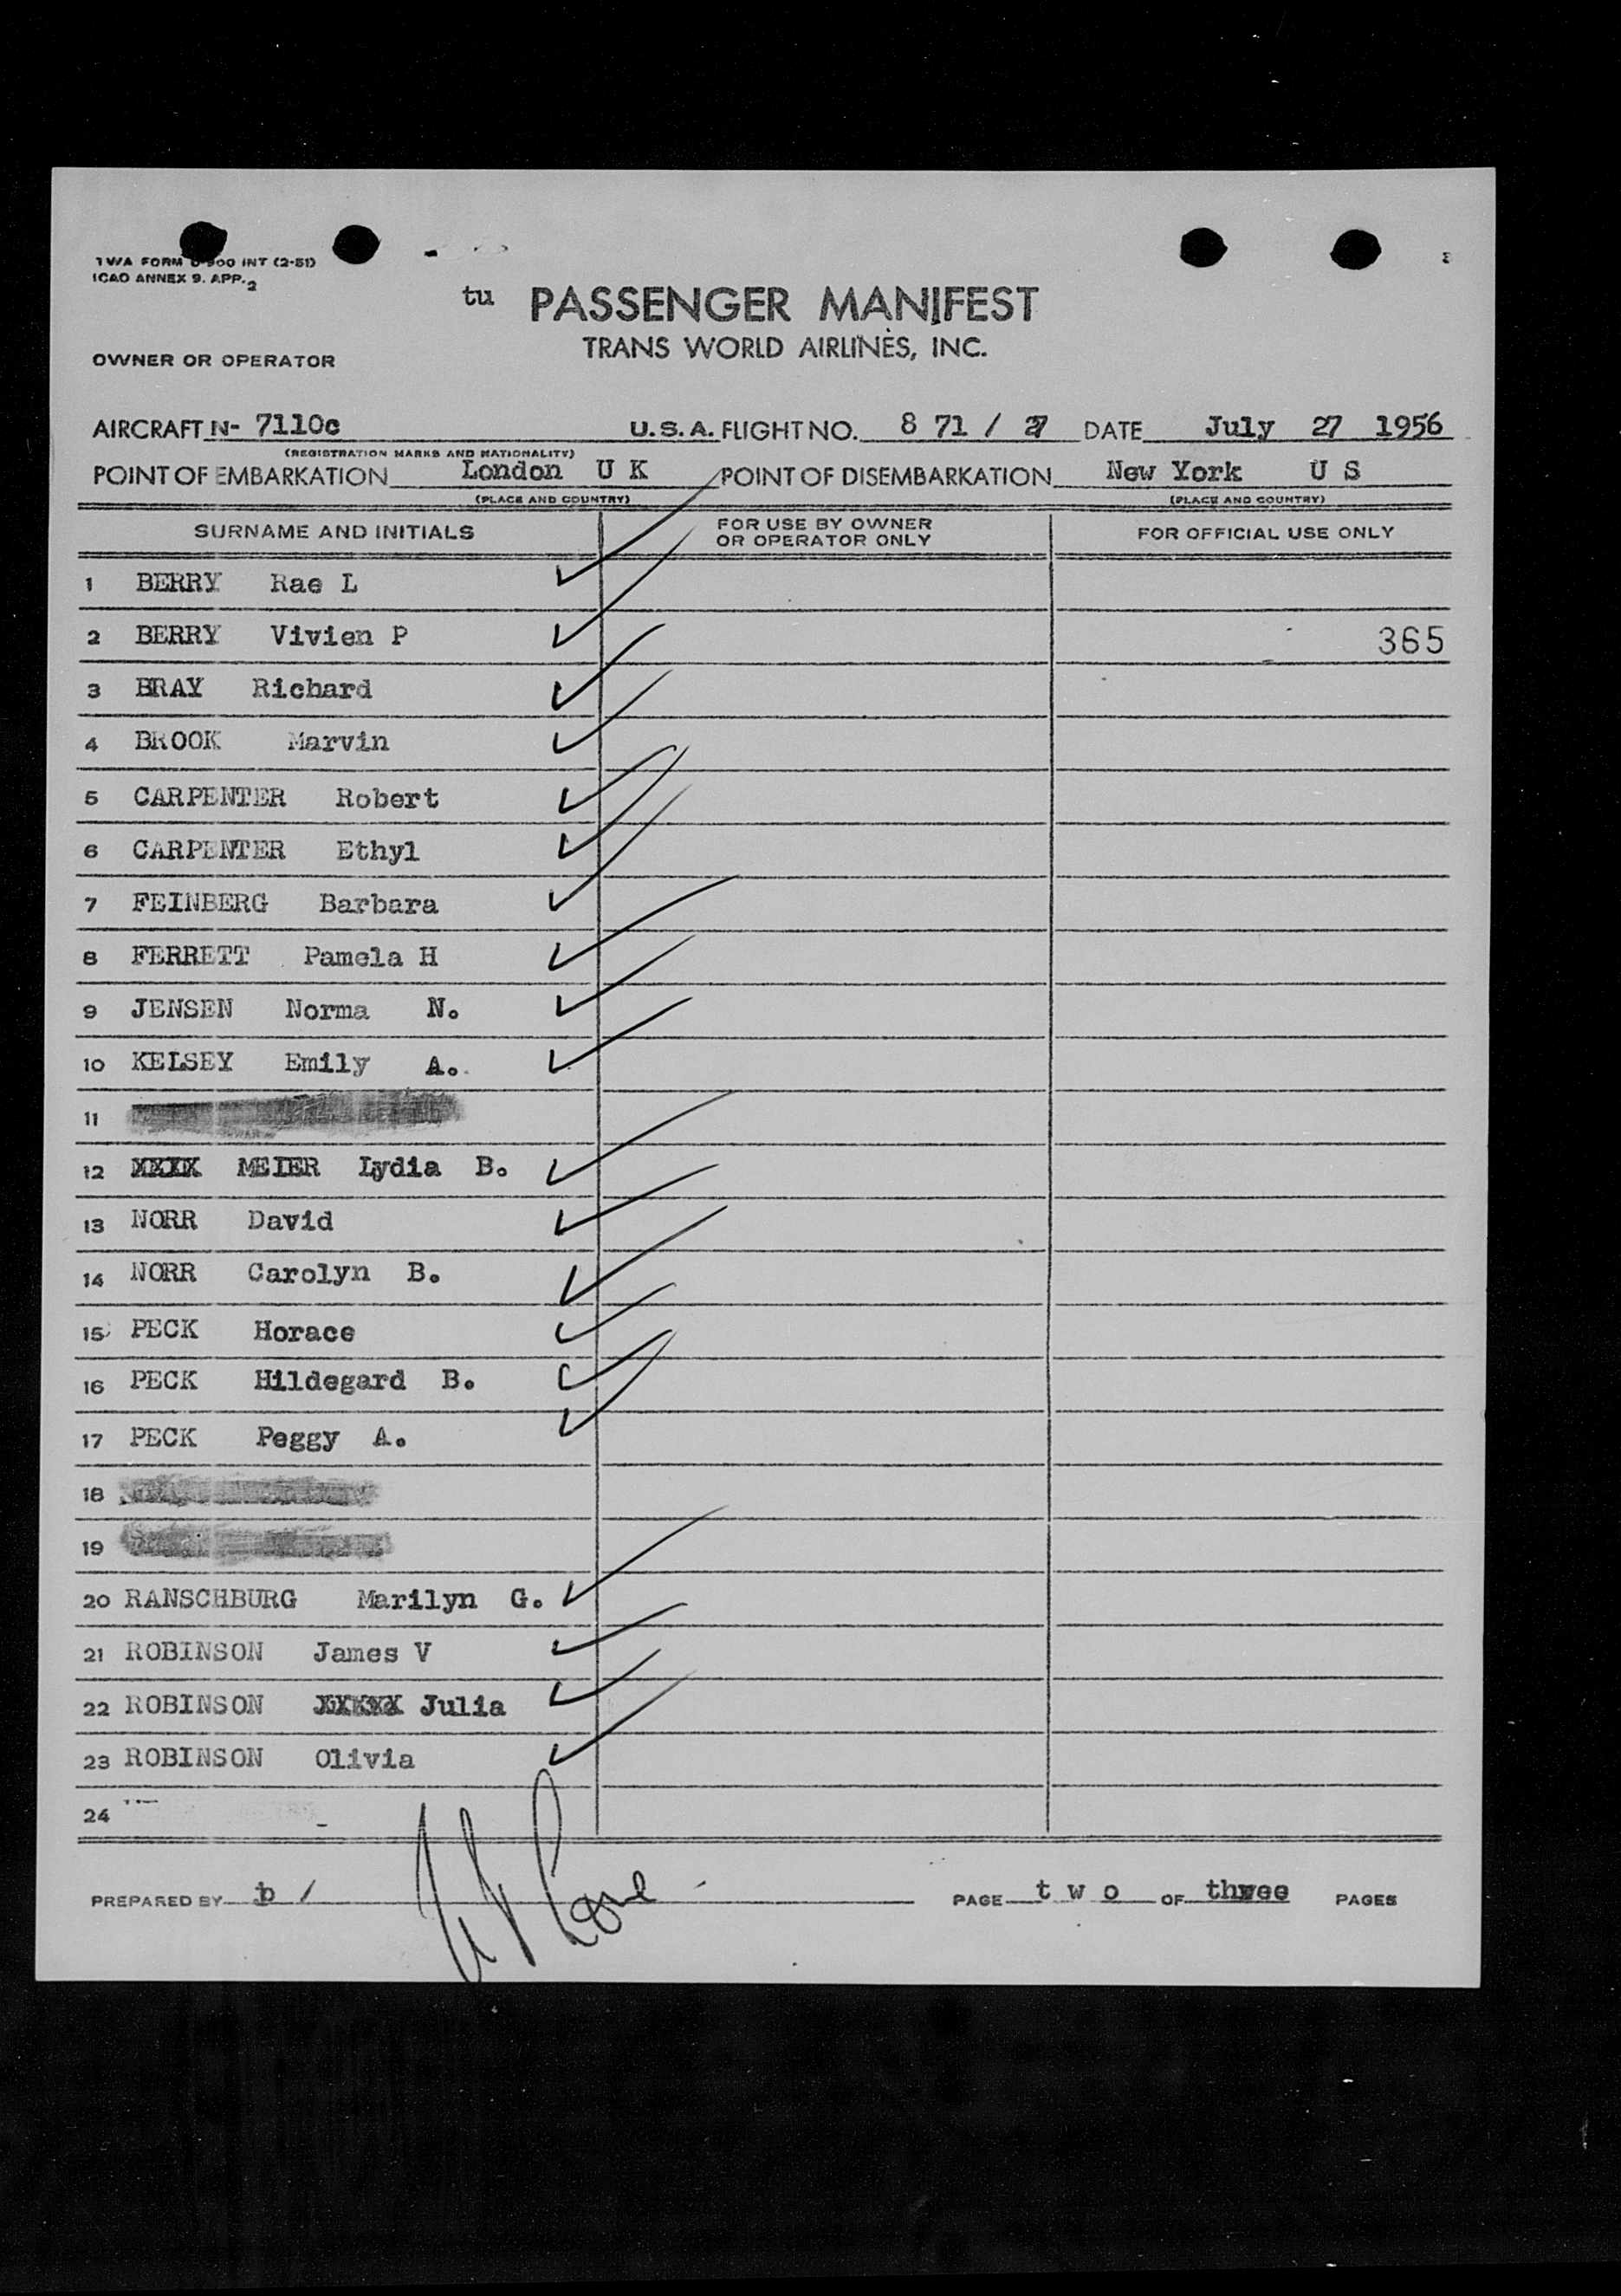 TWA FORM INT (2-51)
ICAO ANNEX 9. APP. 2
tu PASSENGER MANIFEST
TRANS WORLD AIRLINES, INC.
OWNER OR OPERATOR
AIRCRAFT N- 7110c U.S.A. FLIGHT NO. 8 71 / 27 DATE July 27 1956
(REGISTRATION MARKS AND NATIONALITY)
POINT OF EMBARKATION London U K POINT OF DISEMBARKATION New York U S
(PLACE AND COUNTRY) (PLACE AND COUNTRY)
SURNAME AND INITIALS FOR USE BY OWNER OR OPERATOR ONLY FOR OFFICIAL USE ONLY
1 BERRY Rae L
2 BERRY Vivien P 365
3 BRAY Richard
4 BROOK Marvin
5 CARPENTER Robert
6 CARPENTER Ethyl
7 FEINBERG Barbara
8 FERRETT Pamela H
9 JENSEN Norma N.
10 KELSEY Emily A.
11
12 XXXX MEIER Lydia B.
13 NORR David
14 NORR Carolyn B.
15 PECK Horace
16 PECK Hildegard B.
17 PECK Peggy A.
18
19
20 RANSCHBURG Marilyn G.
21 ROBINSON James V
22 ROBINSON XXXXX Julia
23 ROBINSON Olivia
24
PREPARED BY b / PAGE t w o OF three PAGES